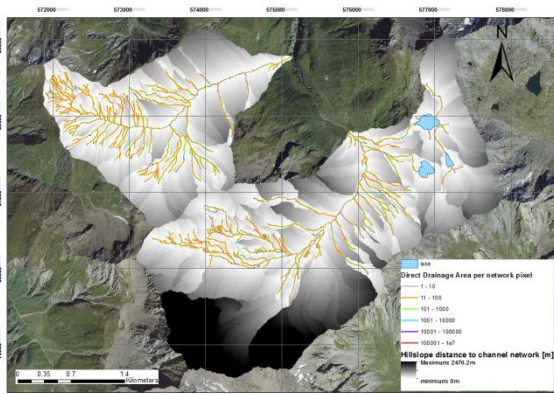 572000 573000 574000 575000 576000 577000 578000
N
lake
Direct Drainage Area per network pixel
1 - 10
11 - 100
101 - 1000
1001 - 10000
10001 - 100000
100001 - 1e7
Hillslope distance to channel network [m]
Maximum: 2470.2m
minimum: 0m
0 0.35 0.7 1.4
Kilometers